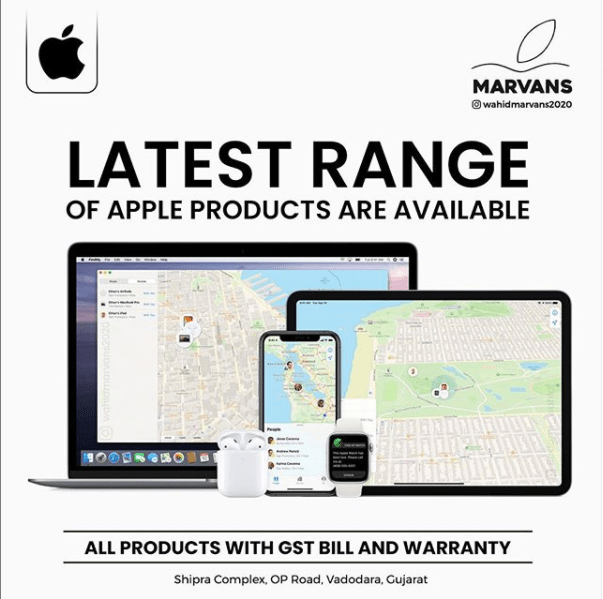 MARVANS
wahidmarvans2020
LATEST RANGE
OF APPLE PRODUCTS ARE AVAILABLE
People
ALL PRODUCTS WITH GST BILL AND WARRANTY
Shipra Complex, OP Road, Vadodara, Gujarat